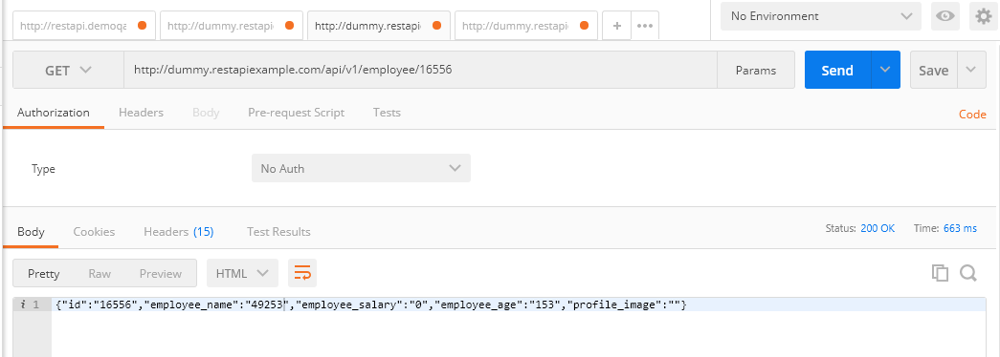 http://restapi.demoqa http://dummy.restapi http://dummy.restapi http://dummy.restapi + ••• No Environment
GET http://dummy.restapiexample.com/api/v1/employee/16556 Params Send Save
Authorization Headers Body Pre-request Script Tests Code
Type No Auth
Body Cookies Headers (15) Test Results Status: 200 OK Time: 663 ms
Pretty Raw Preview HTML
i 1 {"id":"16556","employee_name":"49253","employee_salary":"0","employee_age":"153","profile_image":""}